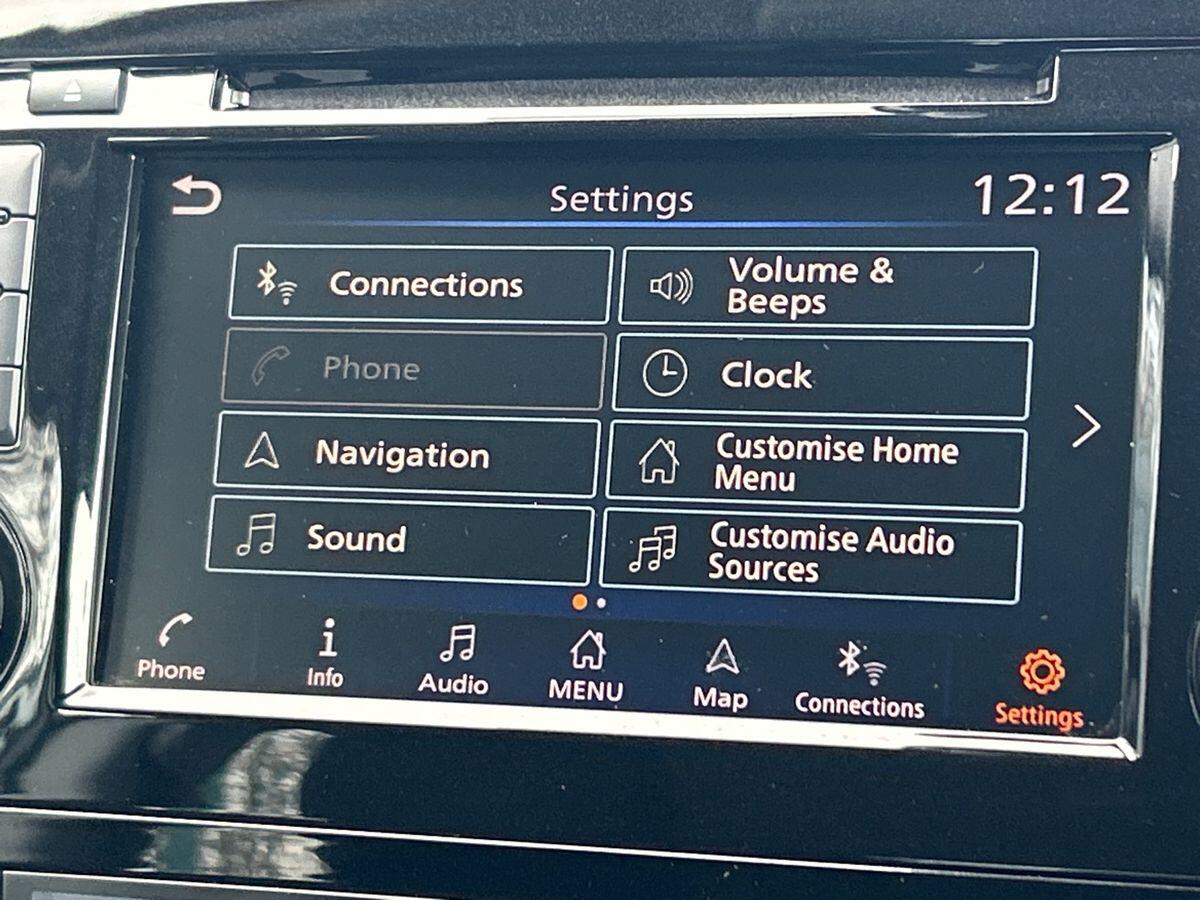 Settings
12:12
Connections
Volume &
Beeps
Phone
Clock
Navigation
Customise Home
Menu
Sound
Customise Audio
Sources
Phone
Info
Audio
MENU
Map
Connections
Settings